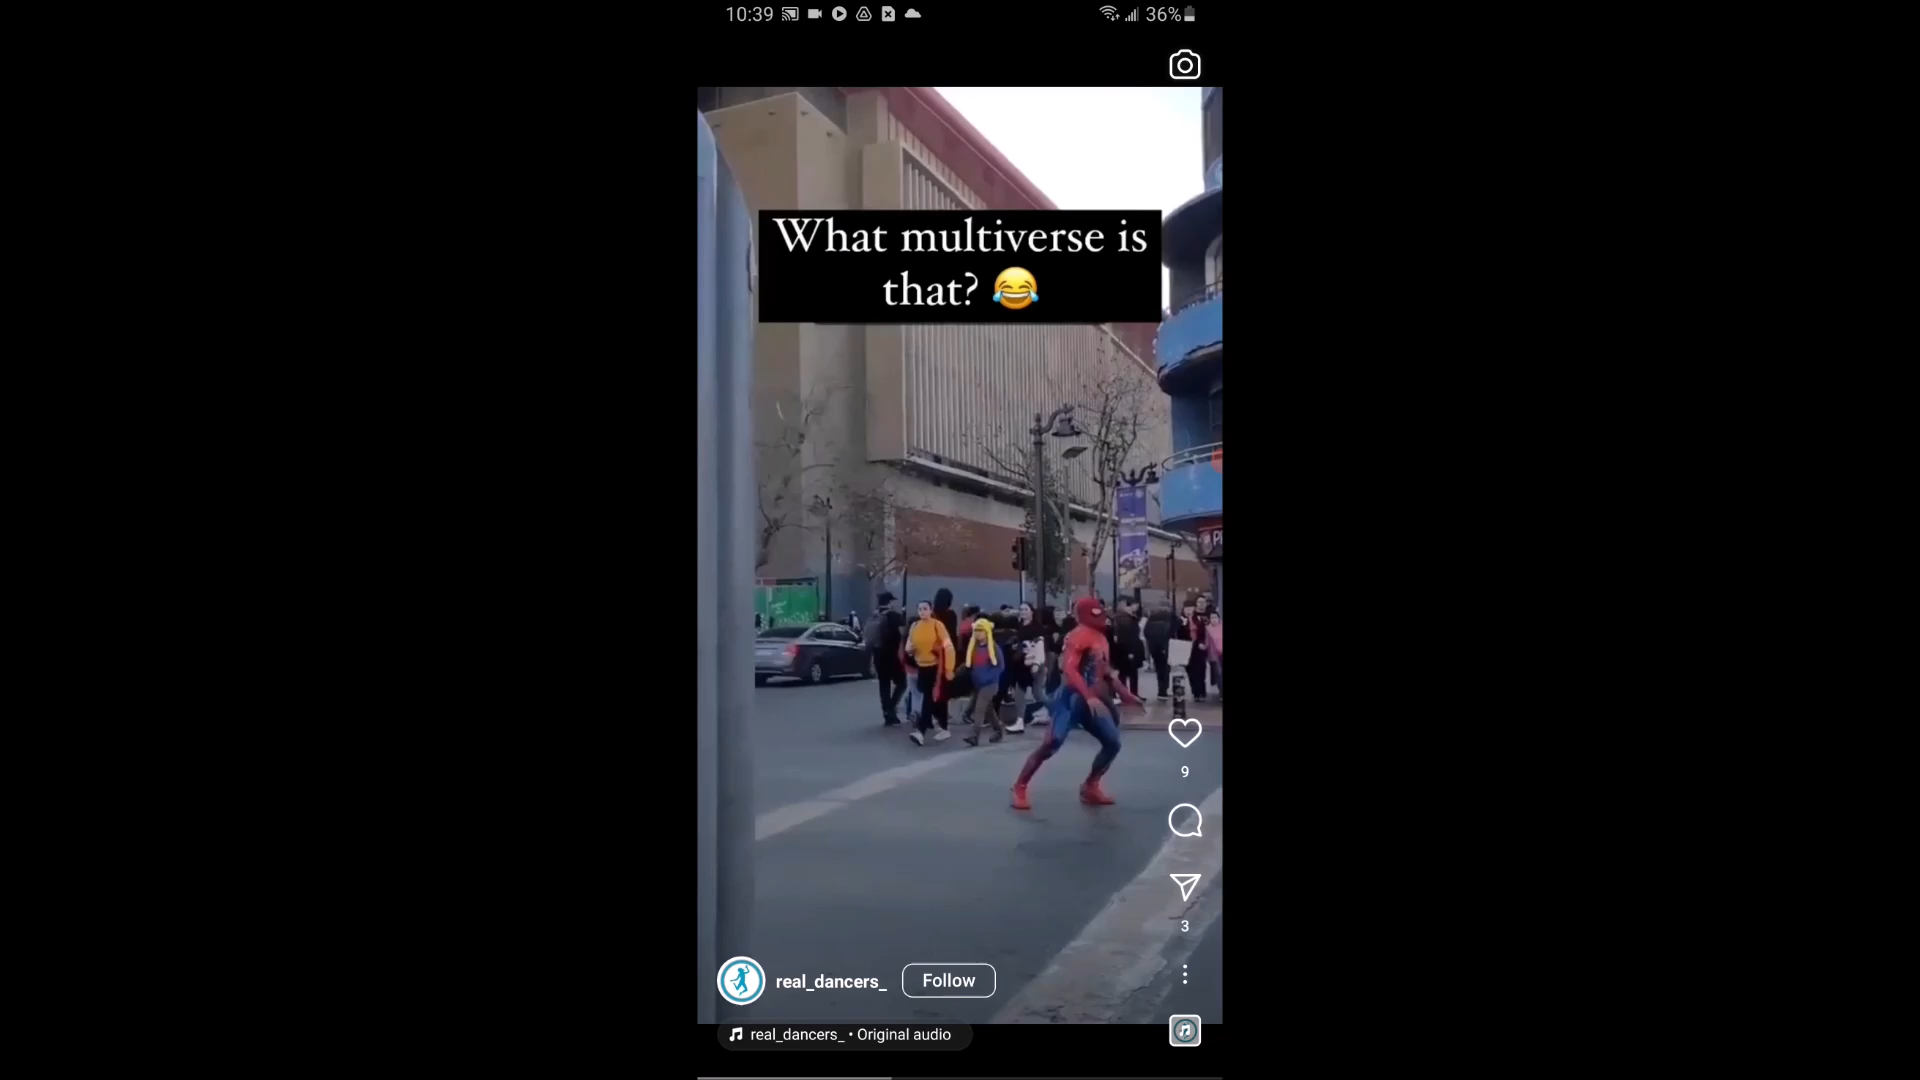 10:39
36%
What multiverse is
that? 😂
9
3
real_dancers_
Follow
real_dancers_ • Original audio